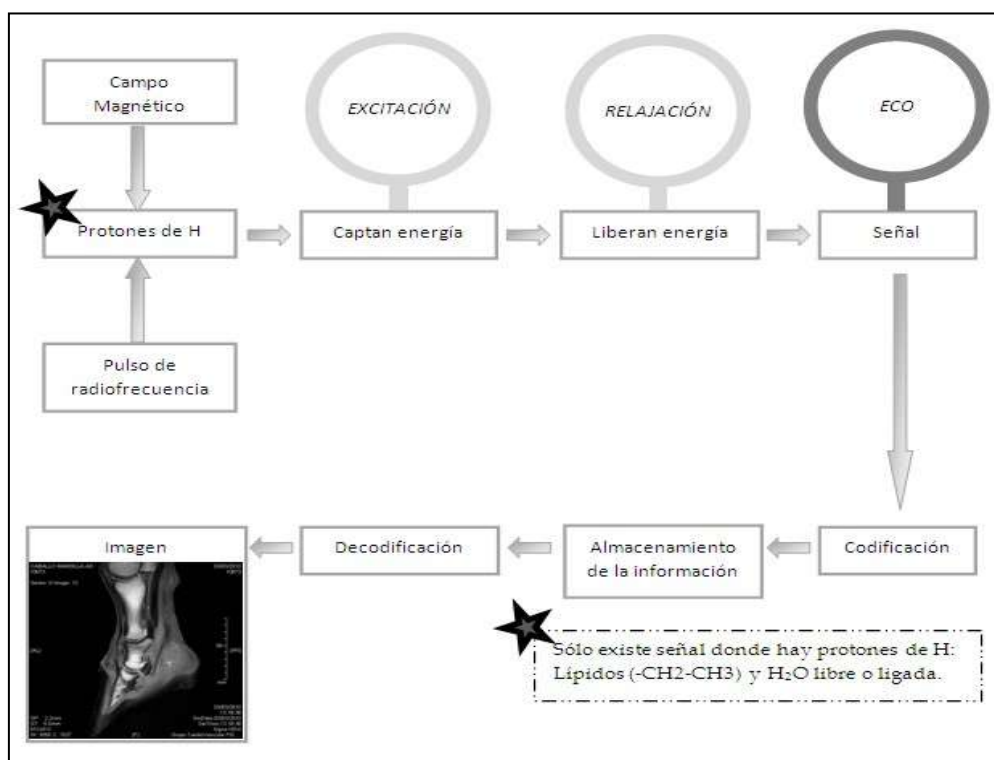 Campo
Magnético
EXCITACIÓN
RELAJACIÓN
ECO
Protones de H
Captan energía
Liberan energía
Señal
Pulso de
radiofrecuencia
Imagen
Decodificación
Almacenamiento
de la información
Codificación
Sólo existe señal donde hay protones de H:
Lípidos (-CH2-CH3) y H₂O libre o ligada.